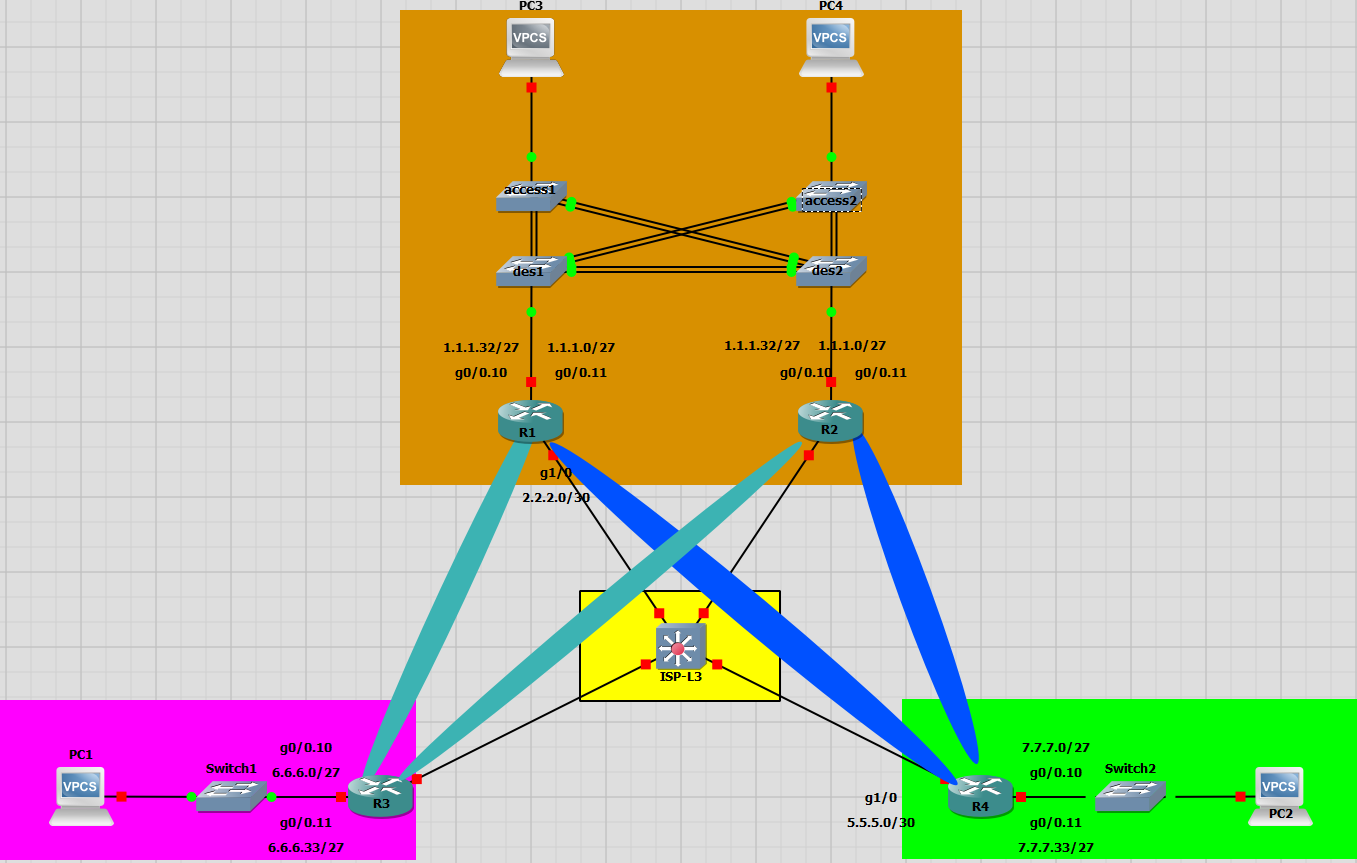 PC3
PC4
VPCS
VPCS
access1
access2
des1
des2
1.1.1.32/27
1.1.1.0/27
1.1.1.32/27
1.1.1.0/27
g0/0.10
g0/0.11
g0/0.10
g0/0.11
R1
R2
g1/0
2.2.2.0/30
ISP-L3
PC1
VPCS
Switch1
g0/0.10
6.6.6.0/27
R3
g0/0.11
6.6.6.33/27
7.7.7.0/27
g0/0.10
Switch2
VPCS
PC2
g1/0
R4
5.5.5.0/30
g0/0.11
7.7.7.33/27